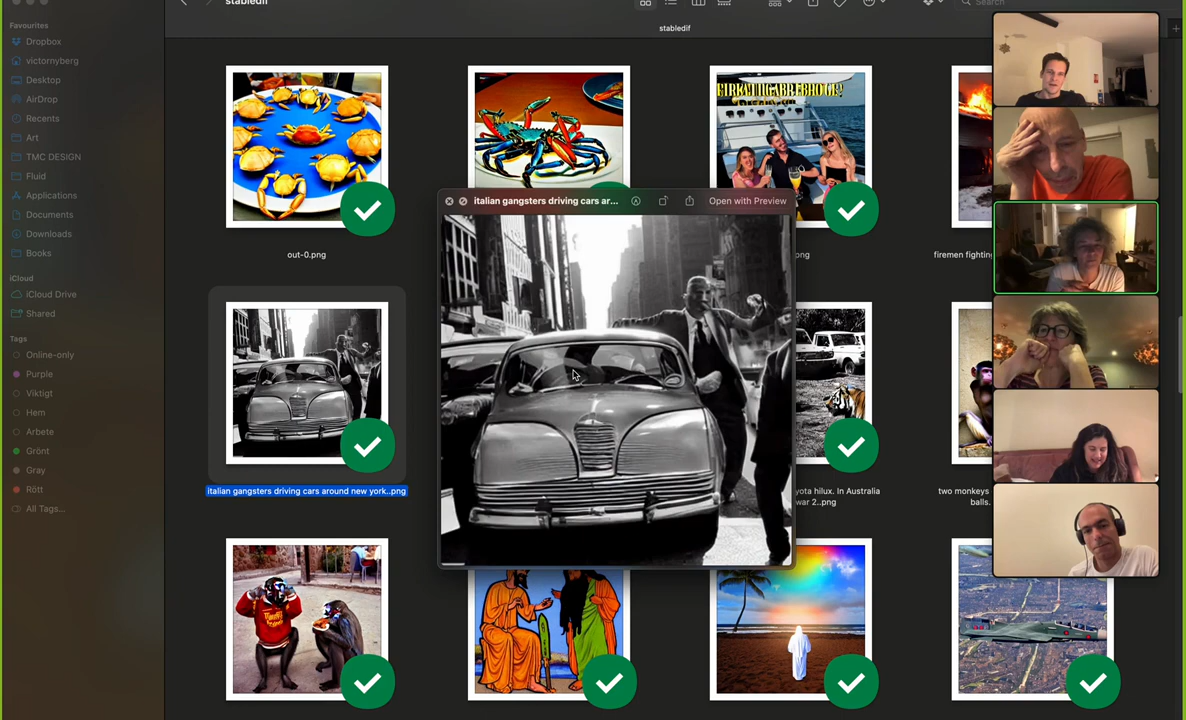 stabledif
Search
Favourites
Dropbox
victornyberg
Desktop
AirDrop
Recents
Art
TMC DESIGN
Fluid
Applications
Documents
Downloads
Books
iCloud
iCloud Drive
Shared
Tags
Online-only
Purple
Viktigt
Hem
Arbete
Grönt
Gray
Rött
All Tags...
stabledif
out-0.png
png
firemen fighting
italian gangsters driving cars ar...
Open with Preview
italian gangsters driving cars around new york..png
yota hilux. In Australia
war 2..png
two monkeys
balls.